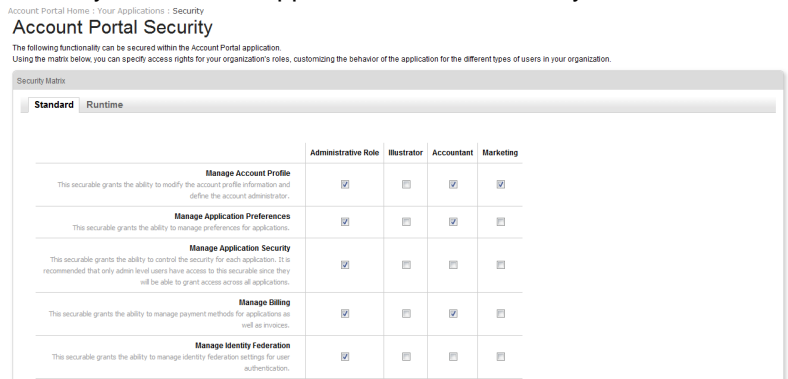 Account Portal Home : Your Applications : Security
Account Portal Security
The following functionality can be secured within the Account Portal application.
Using the matrix below, you can specify access rights for your organization's roles, customizing the behavior of the application for the different types of users in your organization.
Security Matrix
Standard Runtime
Administrative Role Illustrator Accountant Marketing
Manage Account Profile
This securable grants the ability to modify the account profile information and
define the account administrator.
Manage Application Preferences
This securable grants the ability to manage preferences for applications.
Manage Application Security
This securable grants the ability to control the security for each application. It is
recommended that only admin level users have access to this securable since they
will be able to grant access across all applications.
Manage Billing
This securable grants the ability to manage payment methods for applications as
well as invoices.
Manage Identity Federation
This securable grants the ability to manage identity federation settings for user
authentication.